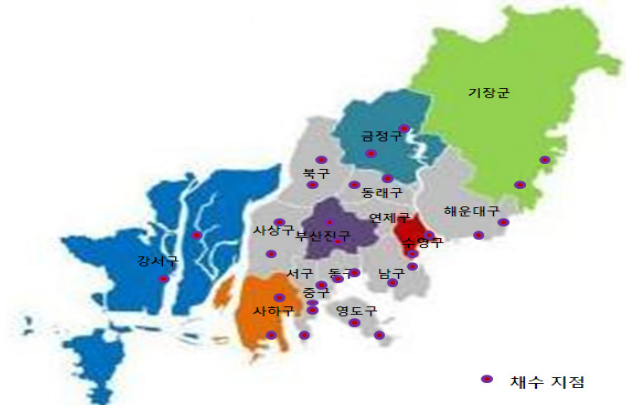 기장군
금정구
북구
동래구
해운대구
연제구
사상구
부산진구
수영구
강서구
서구
동구
남구
중구
사하구
영도구
채수 지점